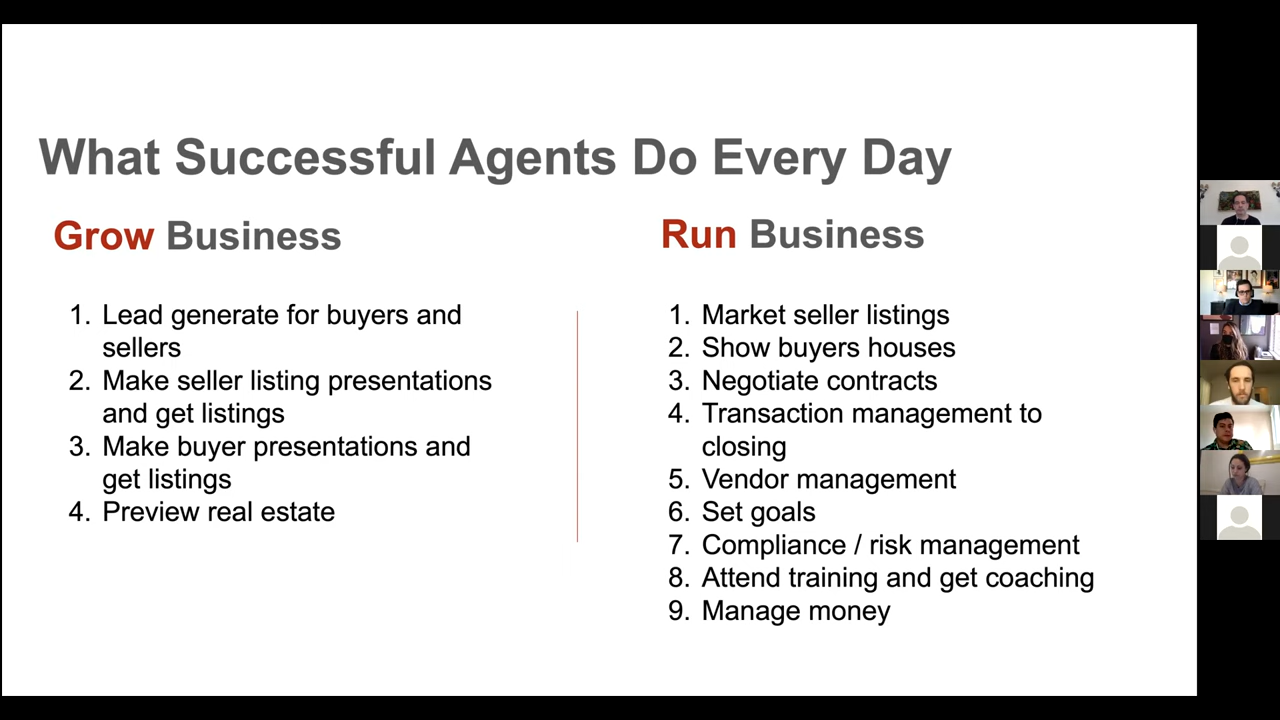 What Successful Agents Do Every Day
Grow Business
1. Lead generate for buyers and
sellers
2. Make seller listing presentations
and get listings
3. Make buyer presentations and
get listings
4. Preview real estate
Run Business
1. Market seller listings
2. Show buyers houses
3. Negotiate contracts
4. Transaction management to
closing
5. Vendor management
6. Set goals
7. Compliance / risk management
8. Attend training and get coaching
9. Manage money